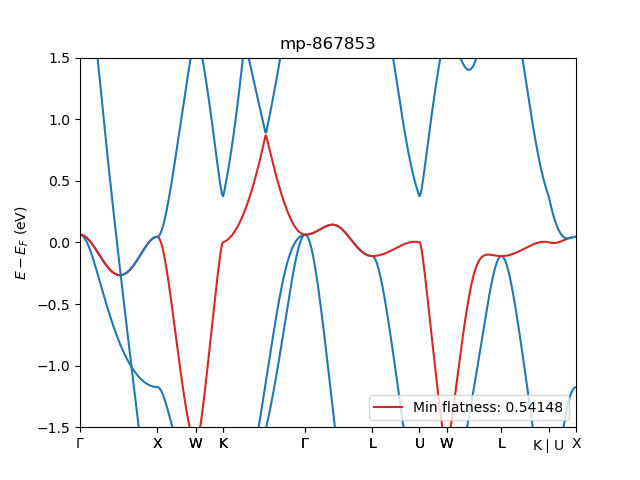 mp-867853
E − E_F (eV)
1.5
1.0
0.5
0.0
−0.5
−1.0
−1.5
Min flatness: 0.54148
Γ X W K Γ L U W L K | U X